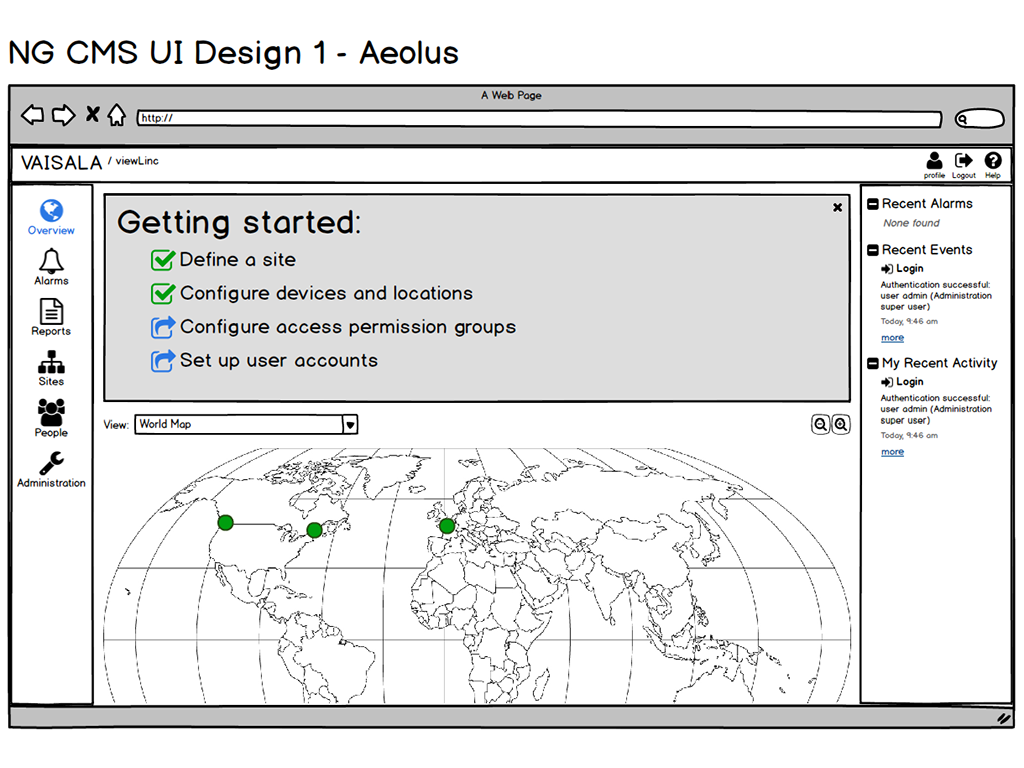 NG CMS UI Design 1 - Aeolus
A Web Page
http://
VAISALA / viewLinc
profile
Logout
Help
Overview
Alarms
Reports
Sites
People
Administration
Getting started:
Define a site
Configure devices and locations
Configure access permission groups
Set up user accounts
View:
World Map
Recent Alarms
None found
Recent Events
Login
Authentication successful:
user admin (Administration
super user)
Today, 9:46 am
more
My Recent Activity
Login
Authentication successful:
user admin (Administration
super user)
Today, 9:46 am
more